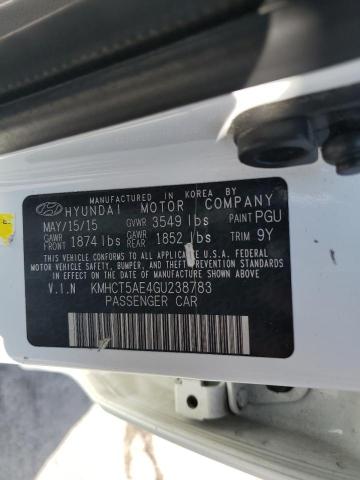 MANUFACTURED IN KOREA BY
HYUNDAI MOTOR COMPANY
MAY/15/15 GVWR 3549 lbs PAINT PGU
GAWR FRONT 1874 lbs GAWR REAR 1852 lbs TRIM 9Y
THIS VEHICLE CONFORMS TO ALL APPLICABLE U.S. FEDERAL
MOTOR VEHICLE SAFETY, BUMPER, AND THEFT PREVENTION STANDARDS
IN EFFECT ON THE DATE OF MANUFACTURE SHOWN ABOVE.
V.I.N KMHCT5AE4GU238783
PASSENGER CAR